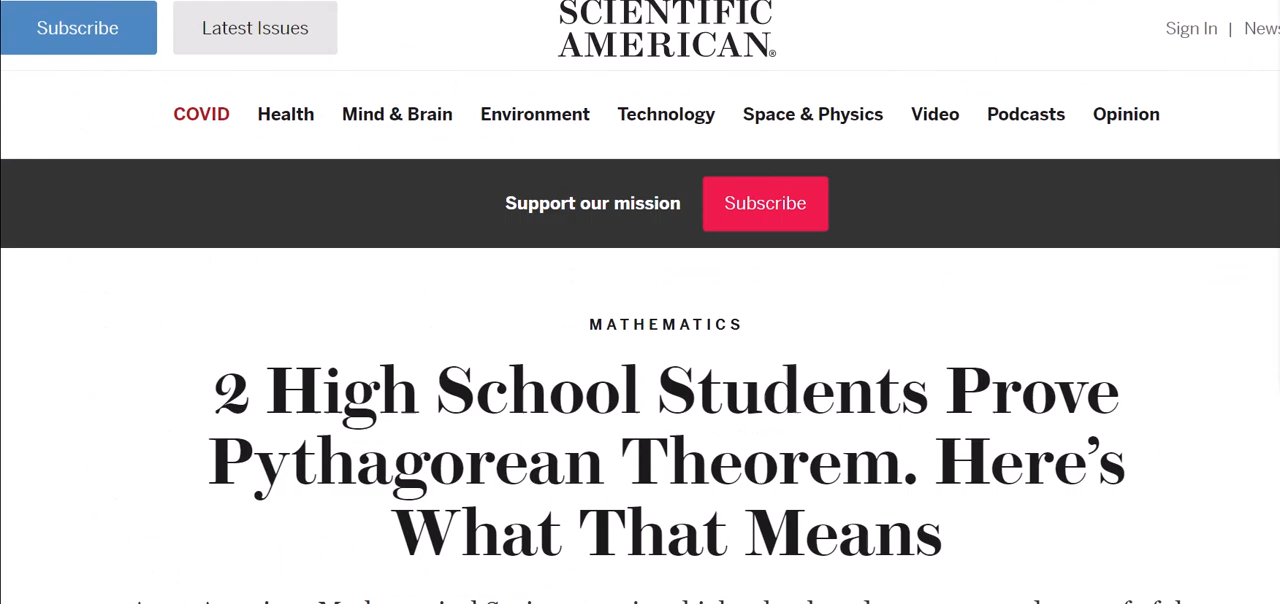 Subscribe
Latest Issues
SCIENTIFIC
AMERICAN®
Sign In | News
COVID Health Mind & Brain Environment Technology Space & Physics Video Podcasts Opinion
Support our mission
Subscribe
MATHEMATICS
2 High School Students Prove
Pythagorean Theorem. Here's
What That Means